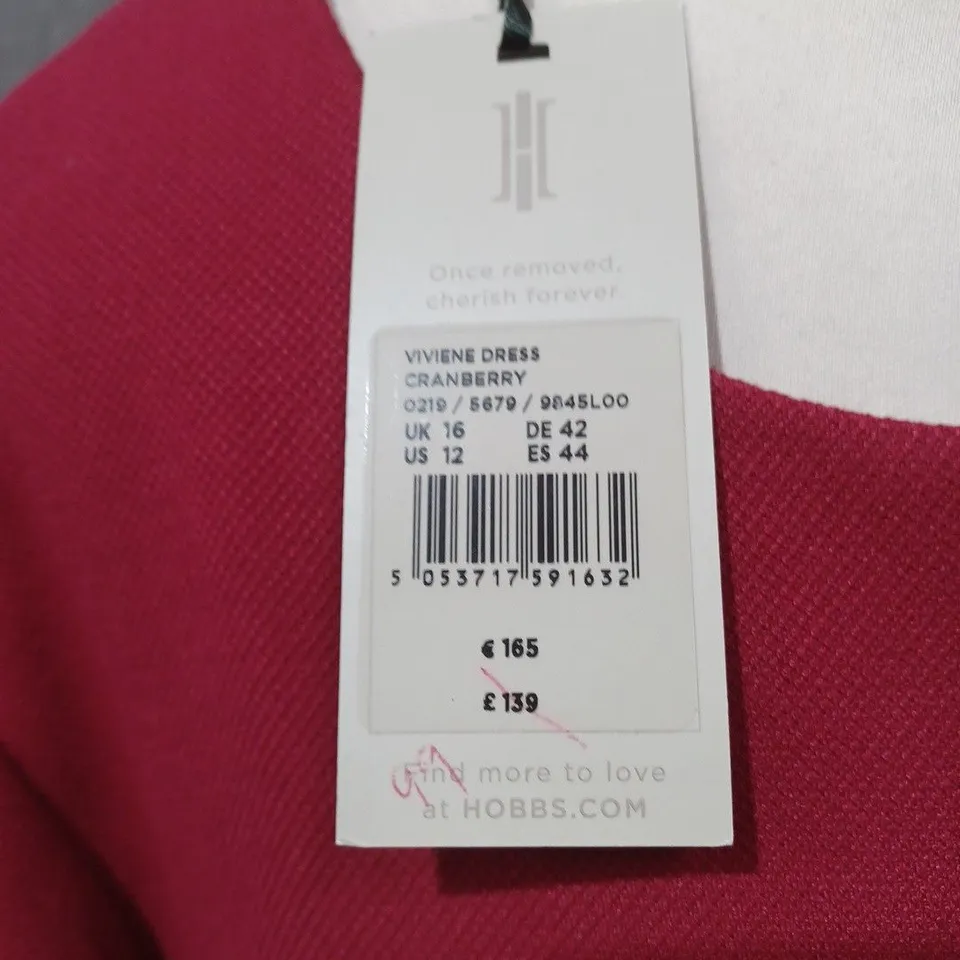 Once removed,
cherish forever
VIVIENE DRESS
CRANBERRY
0219 / 5679 / 9845L00
UK 16 DE 42
US 12 ES 44
5 053717 591632
€ 165
£ 139
Find more to love
at HOBBS.COM